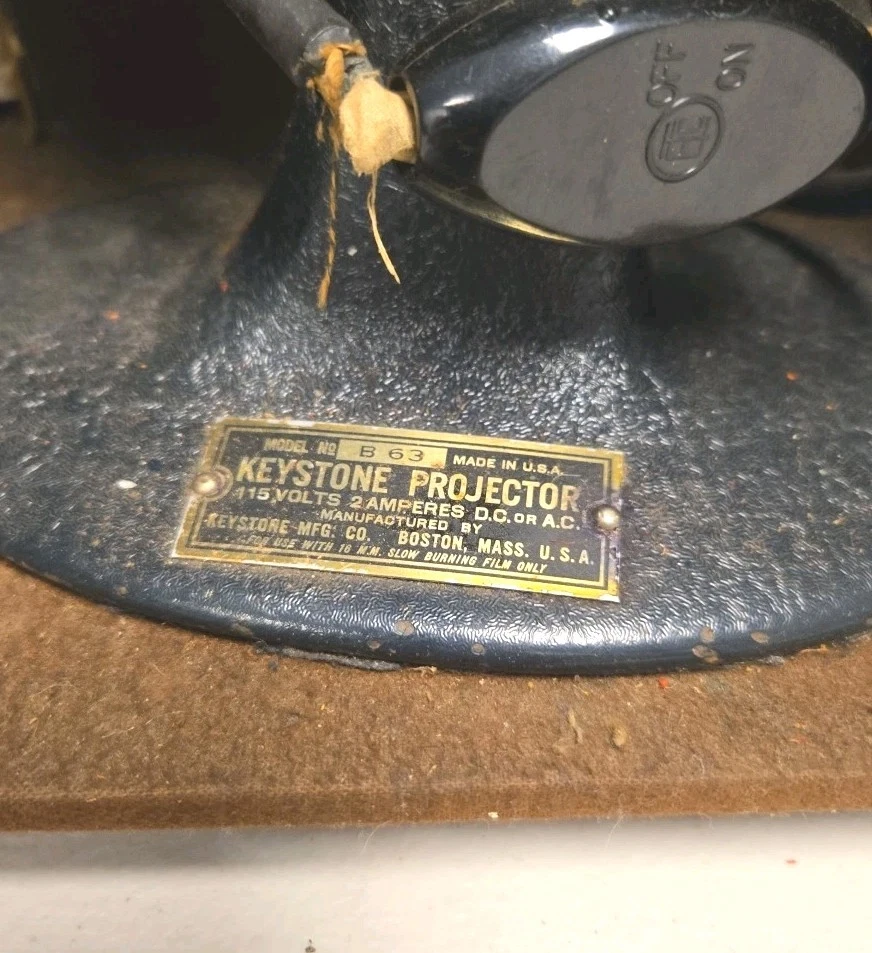 OFF
ON
MODEL No B 63 MADE IN U.S.A.
KEYSTONE PROJECTOR
115 VOLTS 2 AMPERES D.C. OR A.C.
MANUFACTURED BY
KEYSTONE MFG. CO. BOSTON, MASS. U.S.A.
FOR USE WITH 16 M.M. SLOW BURNING FILM ONLY